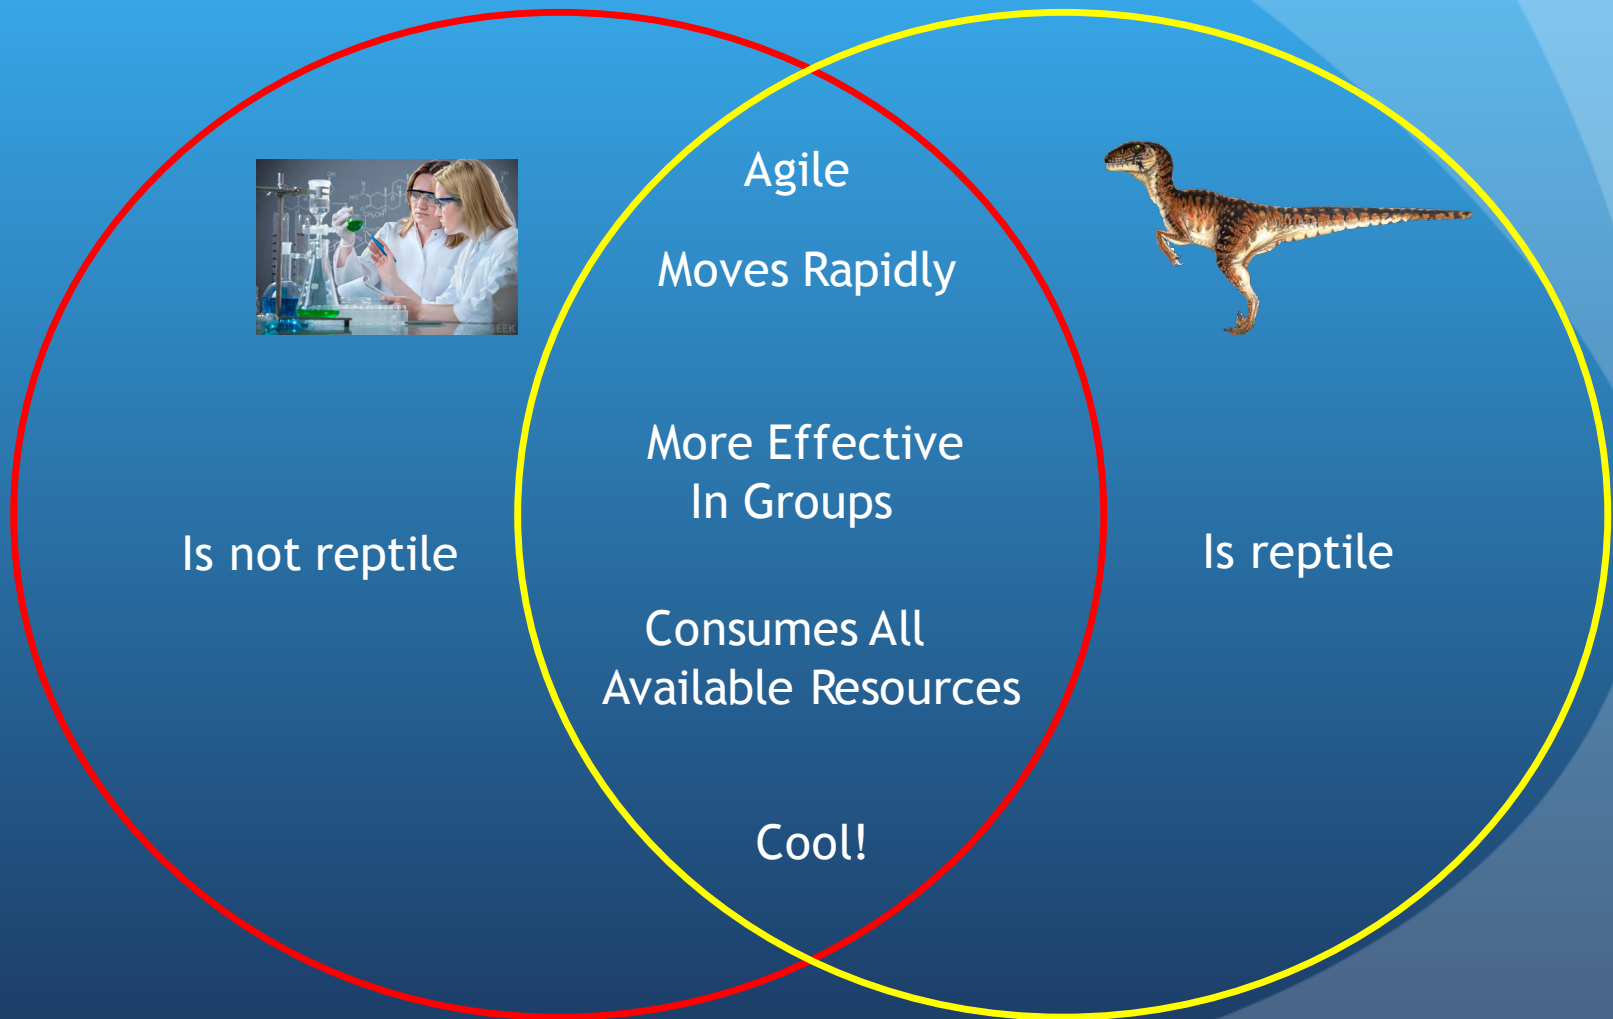 Agile
Moves Rapidly
More Effective
In Groups
Is not reptile
Is reptile
Consumes All
Available Resources
Cool!